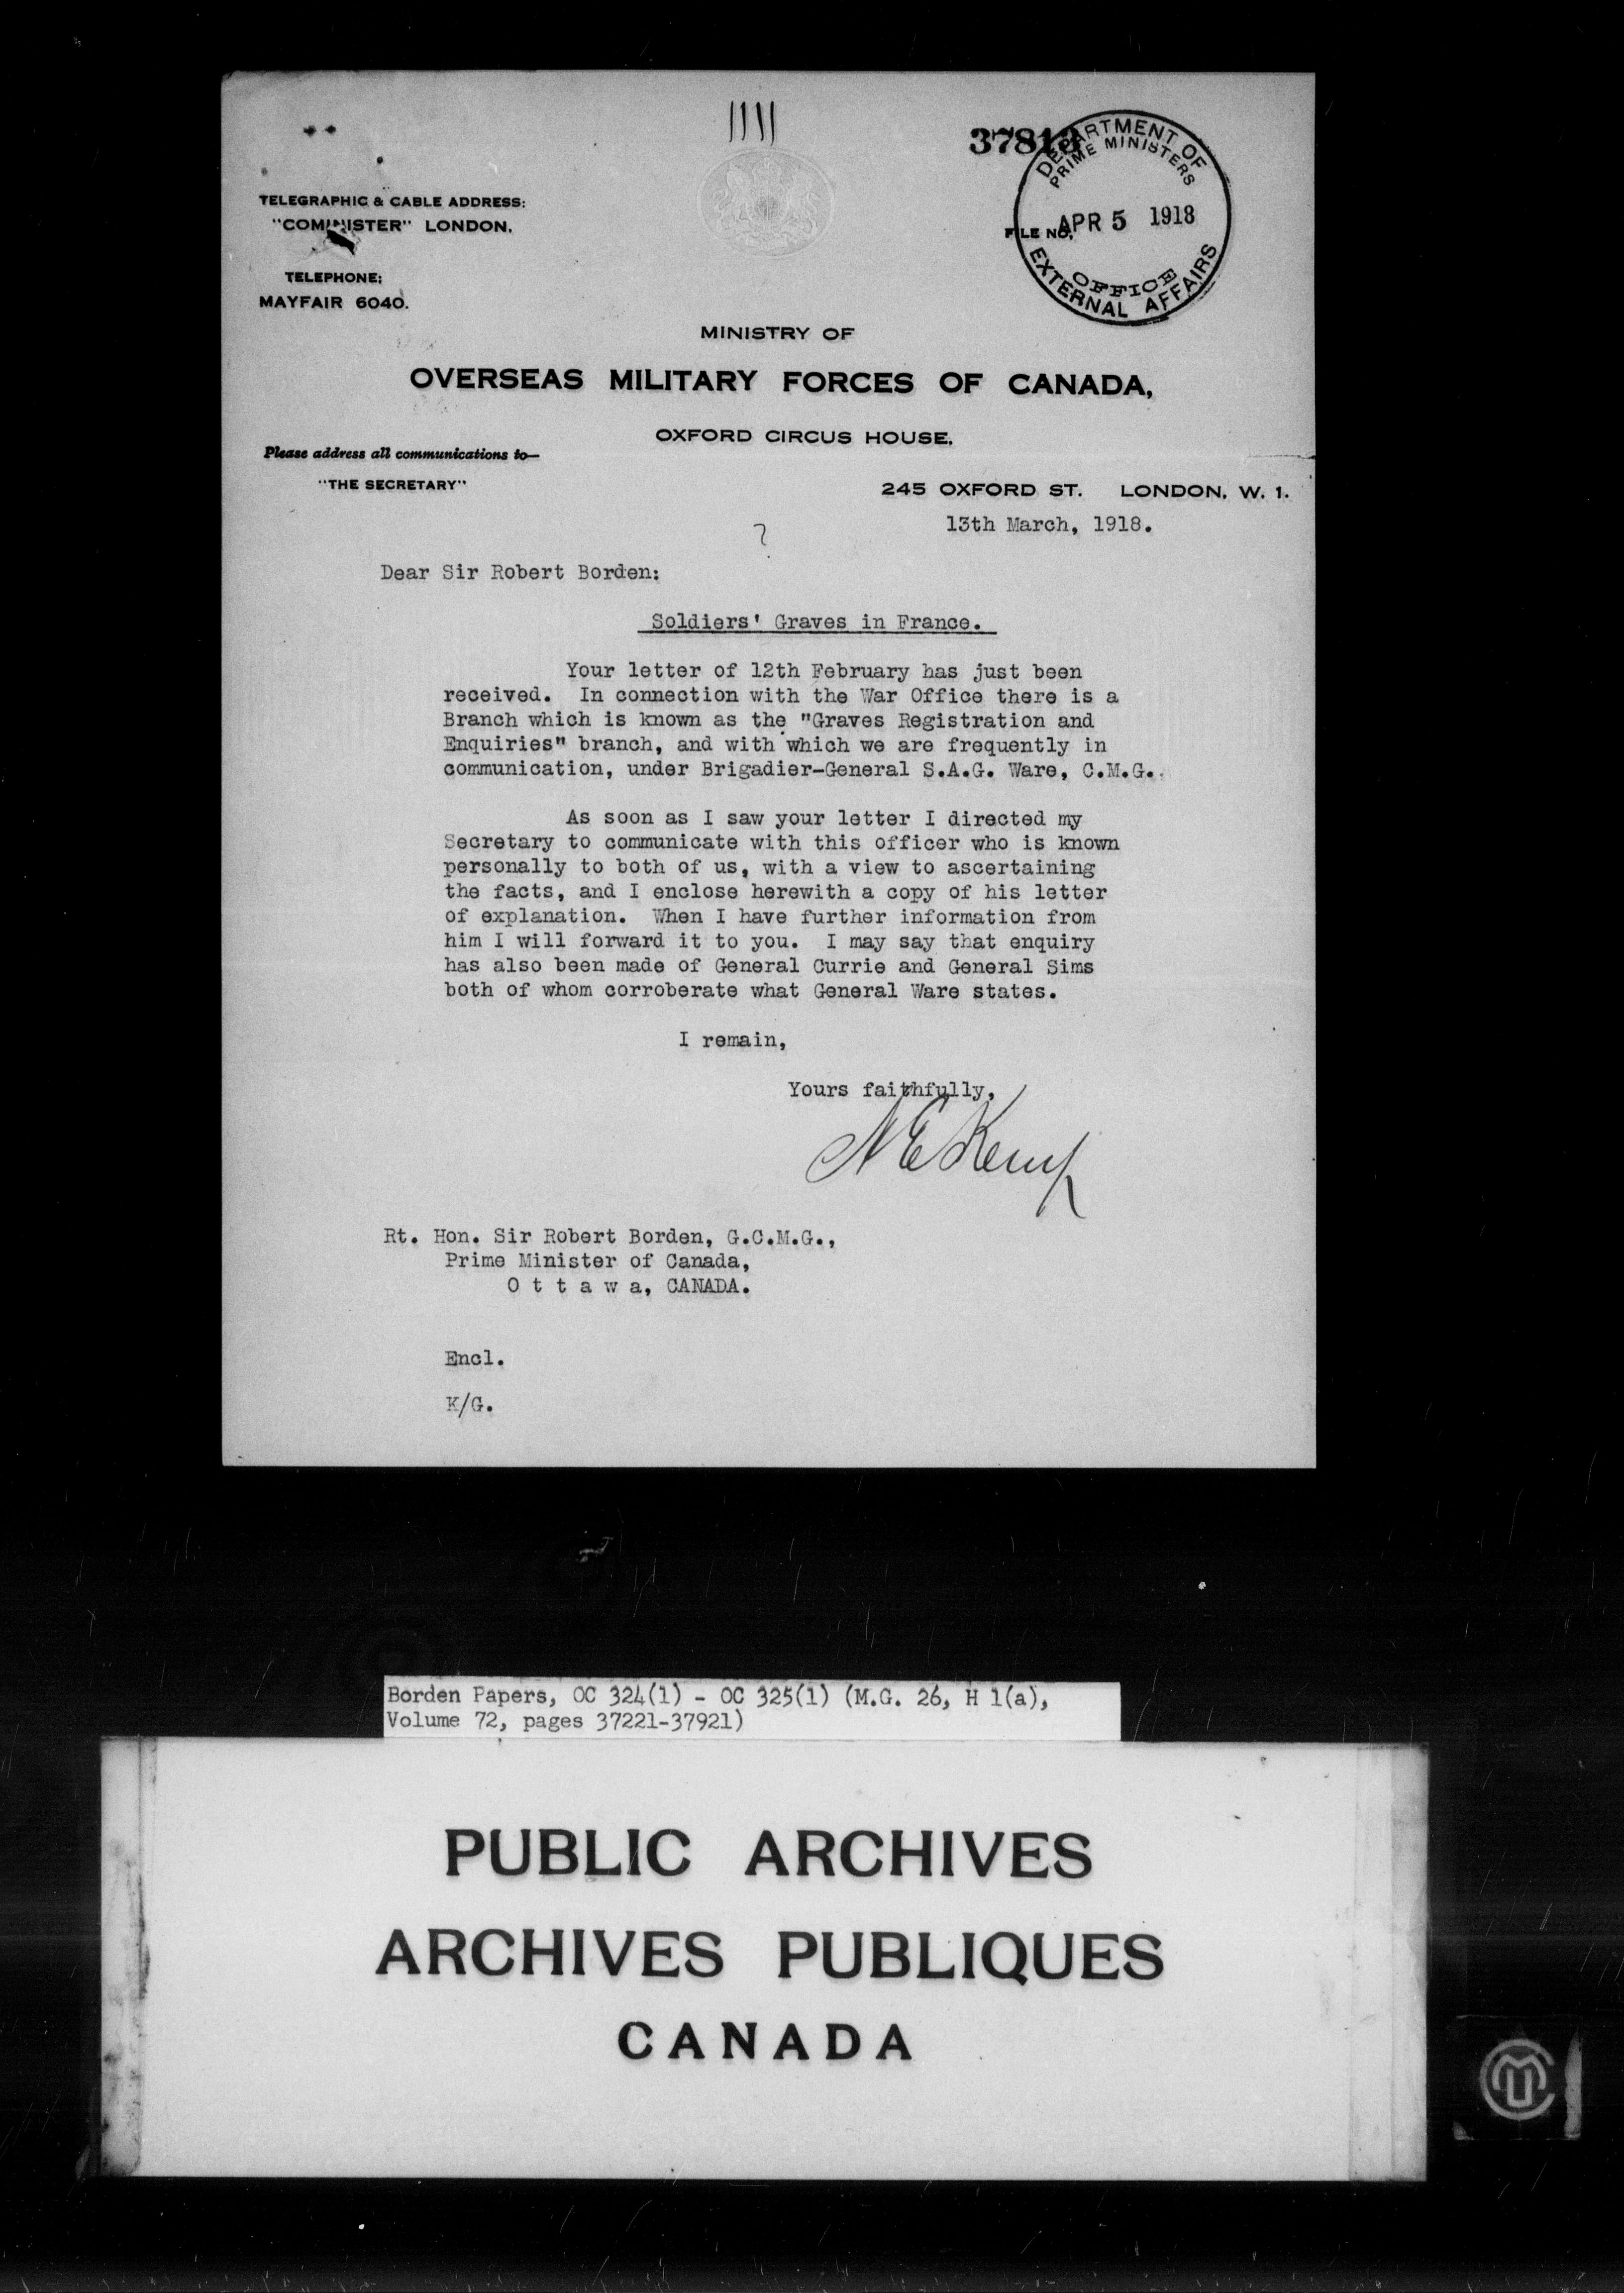 1111
37813
DEPARTMENT OF
PRIME MINISTERS
APR 5 1918
OFFICE
EXTERNAL AFFAIRS
FILE NO.
TELEGRAPHIC & CABLE ADDRESS:
"COMINISTER" LONDON.
TELEPHONE:
MAYFAIR 6040.
MINISTRY OF
OVERSEAS MILITARY FORCES OF CANADA,
OXFORD CIRCUS HOUSE,
Please address all communications to—
"THE SECRETARY"
245 OXFORD ST. LONDON, W. 1.
13th March, 1918.
?
Dear Sir Robert Borden:
Soldiers' Graves in France.
Your letter of 12th February has just been
received. In connection with the War Office there is a
Branch which is known as the "Graves Registration and
Enquiries" branch, and with which we are frequently in
communication, under Brigadier-General S.A.G. Ware, C.M.G.
As soon as I saw your letter I directed my
Secretary to communicate with this officer who is known
personally to both of us, with a view to ascertaining
the facts, and I enclose herewith a copy of his letter
of explanation. When I have further information from
him I will forward it to you. I may say that enquiry
has also been made of General Currie and General Sims
both of whom corroberate what General Ware states.
I remain,
Yours faithfully,
AE Kemp
Rt. Hon. Sir Robert Borden, G.C.M.G.,
Prime Minister of Canada,
O t t a w a, CANADA.
Encl.
K/G.
Borden Papers, OC 324(1) - OC 325(1) (M.G. 26, H 1(a),
Volume 72, pages 37221-37921)
PUBLIC ARCHIVES
ARCHIVES PUBLIQUES
CANADA